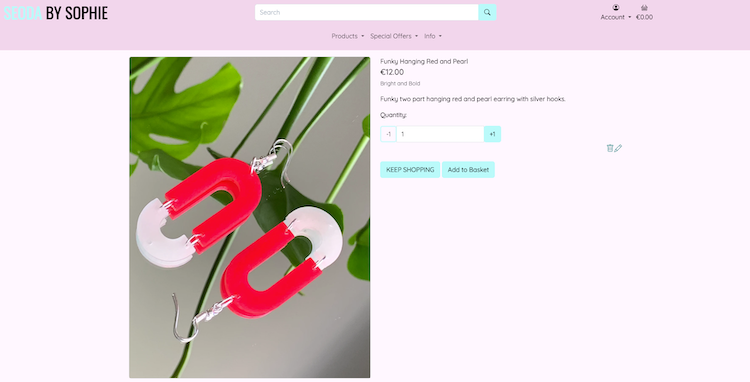 SEODA BY SOPHIE
Search
Account
€0.00
Products
Special Offers
Info
Funky Hanging Red and Pearl
€12.00
Bright and Bold
Funky two part hanging red and pearl earring with silver hooks.
Quantity:
-1
1
+1
KEEP SHOPPING
Add to Basket